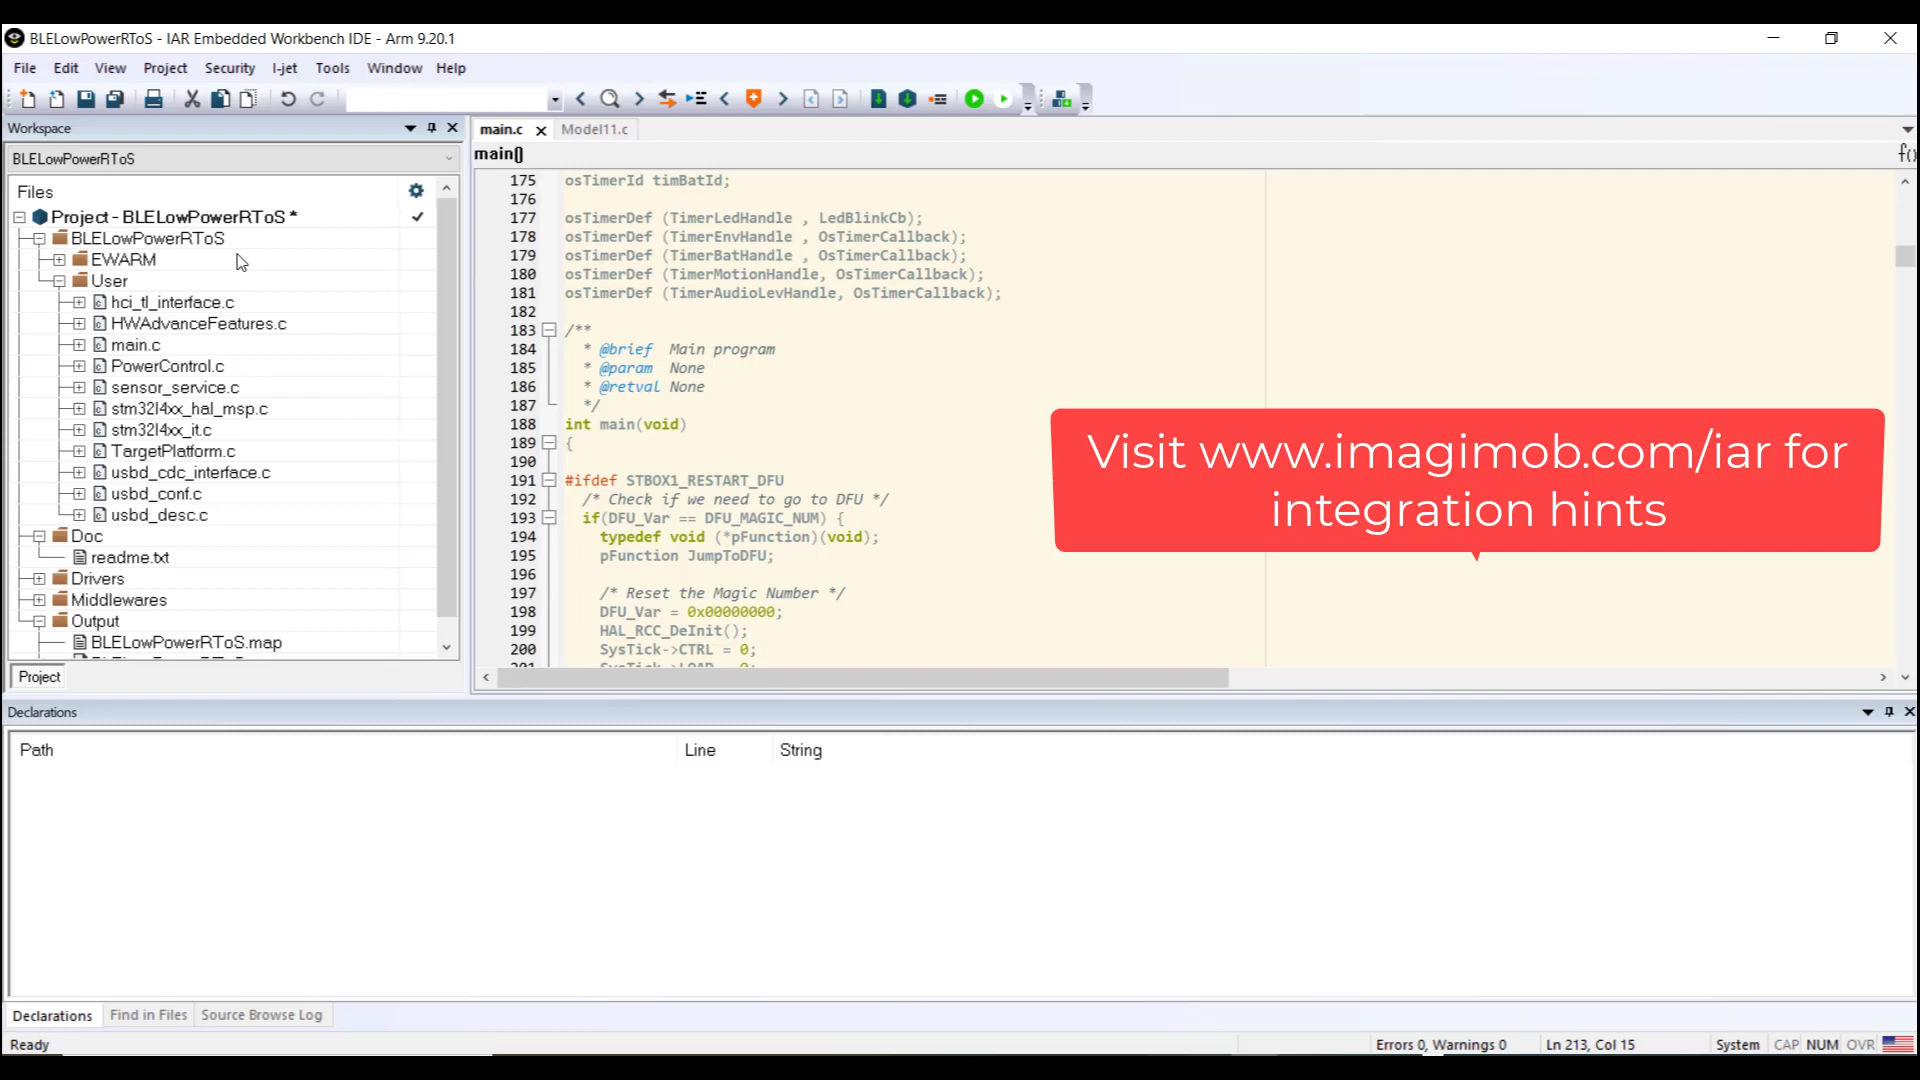 BLELowPowerRToS - IAR Embedded Workbench IDE - Arm 9.20.1
File Edit View Project Security I-jet Tools Window Help
Workspace
BLELowPowerRToS
Files
Project - BLELowPowerRToS *
BLELowPowerRToS
EWARM
User
hci_tl_interface.c
HWAdvanceFeatures.c
main.c
PowerControl.c
sensor_service.c
stm32l4xx_hal_msp.c
stm32l4xx_it.c
TargetPlatform.c
usbd_cdc_interface.c
usbd_conf.c
usbd_desc.c
Doc
readme.txt
Drivers
Middlewares
Output
BLELowPowerRToS.map
Project
main.c Model11.c
main()
f()
175 osTimerId timBatId;
176
177 osTimerDef (TimerLedHandle , LedBlinkCb);
178 osTimerDef (TimerEnvHandle , OsTimerCallback);
179 osTimerDef (TimerBatHandle , OsTimerCallback);
180 osTimerDef (TimerMotionHandle, OsTimerCallback);
181 osTimerDef (TimerAudioLevHandle, OsTimerCallback);
182
183 /**
184 * @brief Main program
185 * @param None
186 * @retval None
187 */
188 int main(void)
189 {
190
191 #ifdef STBOX1_RESTART_DFU
192 /* Check if we need to go to DFU */
193 if(DFU_Var == DFU_MAGIC_NUM) {
194 typedef void (*pFunction)(void);
195 pFunction JumpToDFU;
196
197 /* Reset the Magic Number */
198 DFU_Var = 0x00000000;
199 HAL_RCC_DeInit();
200 SysTick->CTRL = 0;
201 SysTick->LOAD = 0;
Visit www.imagimob.com/iar for
integration hints
Declarations
Path Line String
Declarations Find in Files Source Browse Log
Ready Errors 0, Warnings 0 Ln 213, Col 15 System CAP NUM OVR